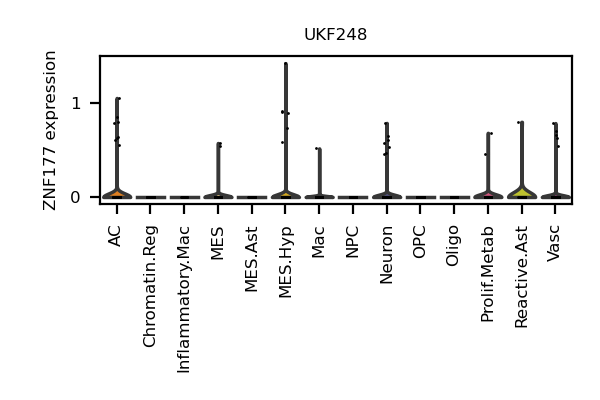 UKF248
ZNF177 expression
1
0
AC
Chromatin.Reg
Inflammatory.Mac
MES
MES.Ast
MES.Hyp
Mac
NPC
Neuron
OPC
Oligo
Prolif.Metab
Reactive.Ast
Vasc